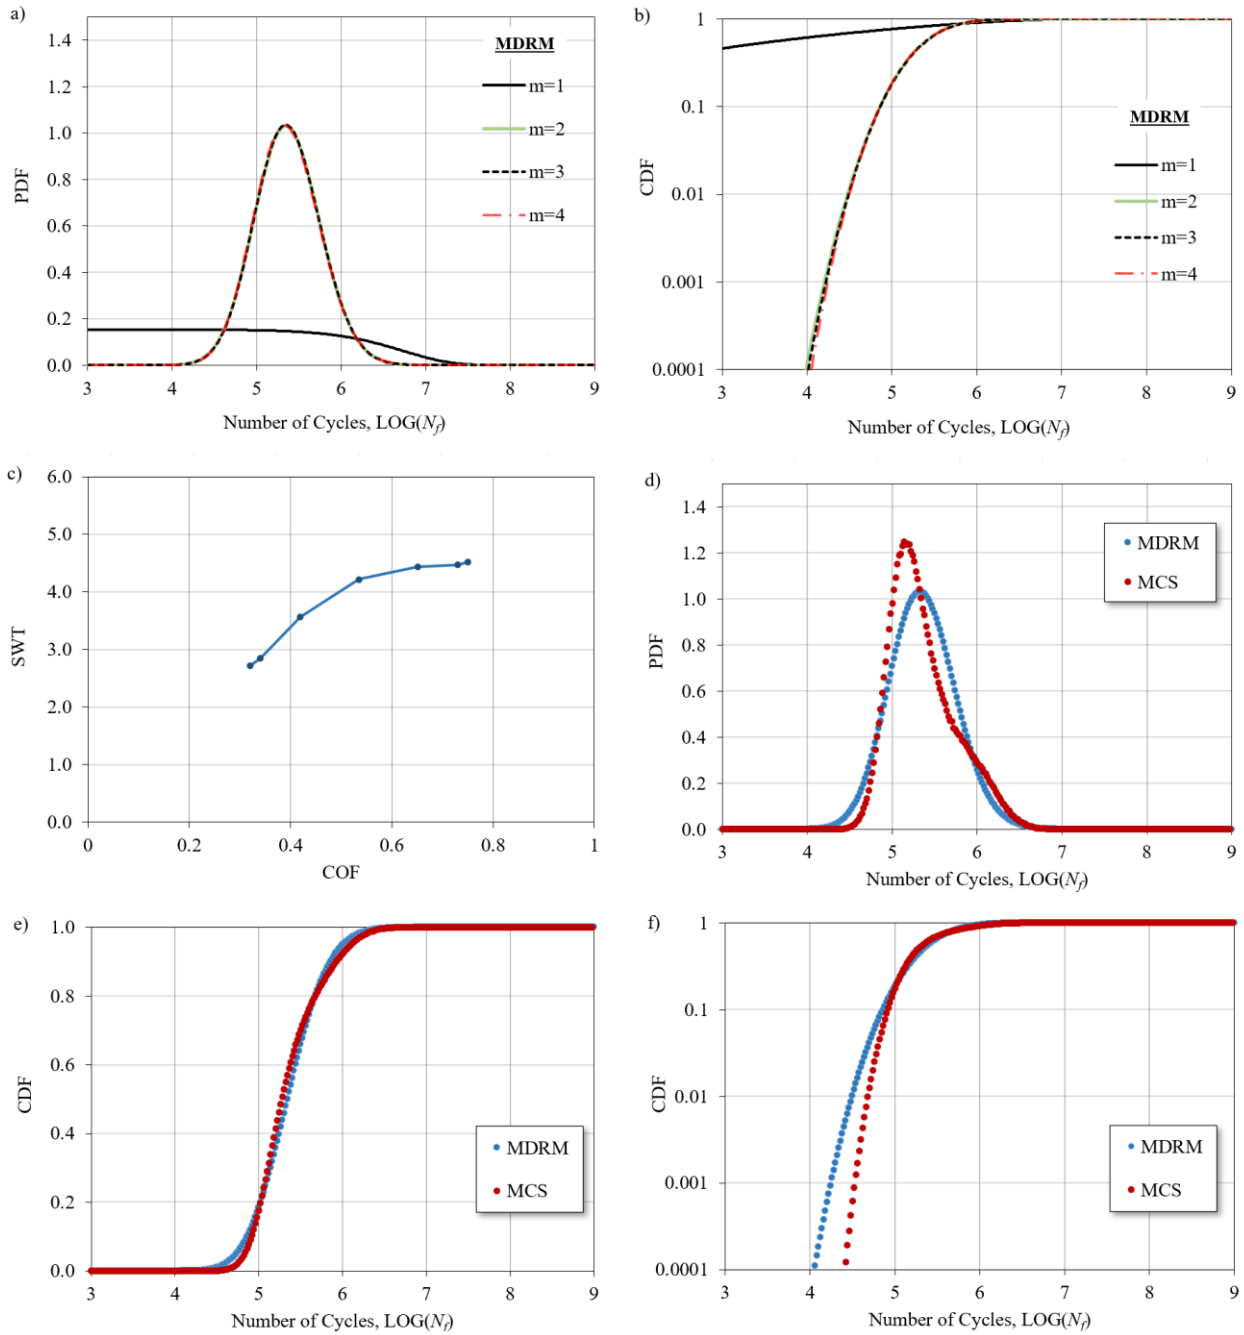 a)
1.4
1.2
1.0
0.8
0.6
0.4
0.2
0.0
PDF
MDRM
m=1
m=2
m=3
m=4
3 4 5 6 7 8 9
Number of Cycles, LOG(Nf)
b)
1
0.1
0.01
0.001
0.0001
CDF
MDRM
m=1
m=2
m=3
m=4
3 4 5 6 7 8 9
Number of Cycles, LOG(Nf)
c)
6.0
5.0
4.0
3.0
2.0
1.0
0.0
SWT
0 0.2 0.4 0.6 0.8 1
COF
d)
1.4
1.2
1.0
0.8
0.6
0.4
0.2
0.0
PDF
MDRM
MCS
3 4 5 6 7 8 9
Number of Cycles, LOG(Nf)
e)
1.0
0.8
0.6
0.4
0.2
0.0
CDF
MDRM
MCS
3 4 5 6 7 8 9
Number of Cycles, LOG(Nf)
f)
1
0.1
0.01
0.001
0.0001
CDF
MDRM
MCS
3 4 5 6 7 8 9
Number of Cycles, LOG(Nf)